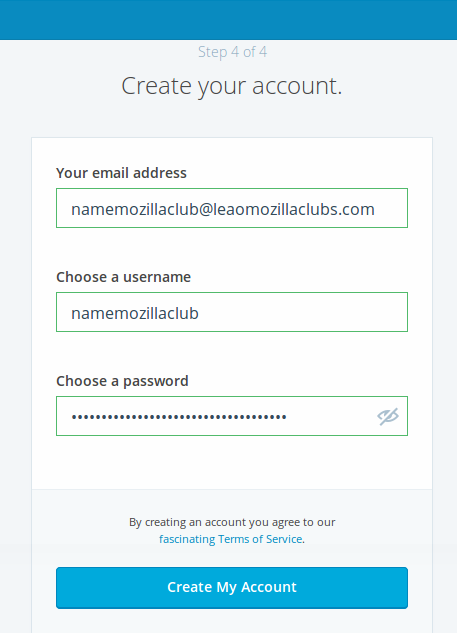 Step 4 of 4
Create your account.
Your email address
namemozillaclub@leaomozillaclubs.com
Choose a username
namemozillaclub
Choose a password
••••••••••••••••••••••••••••••••••••
By creating an account you agree to our
fascinating Terms of Service.
Create My Account